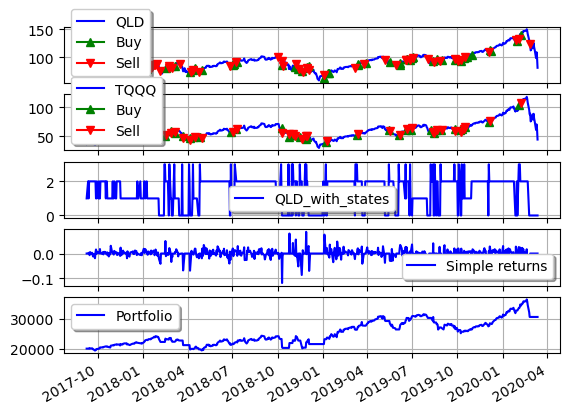 150
100
QLD
Buy
Sell
100
50
TQQQ
Buy
Sell
2
0
QLD_with_states
0.0
−0.1
Simple returns
30000
20000
Portfolio
2017-10
2018-01
2018-04
2018-07
2018-10
2019-01
2019-04
2019-07
2019-10
2020-01
2020-04